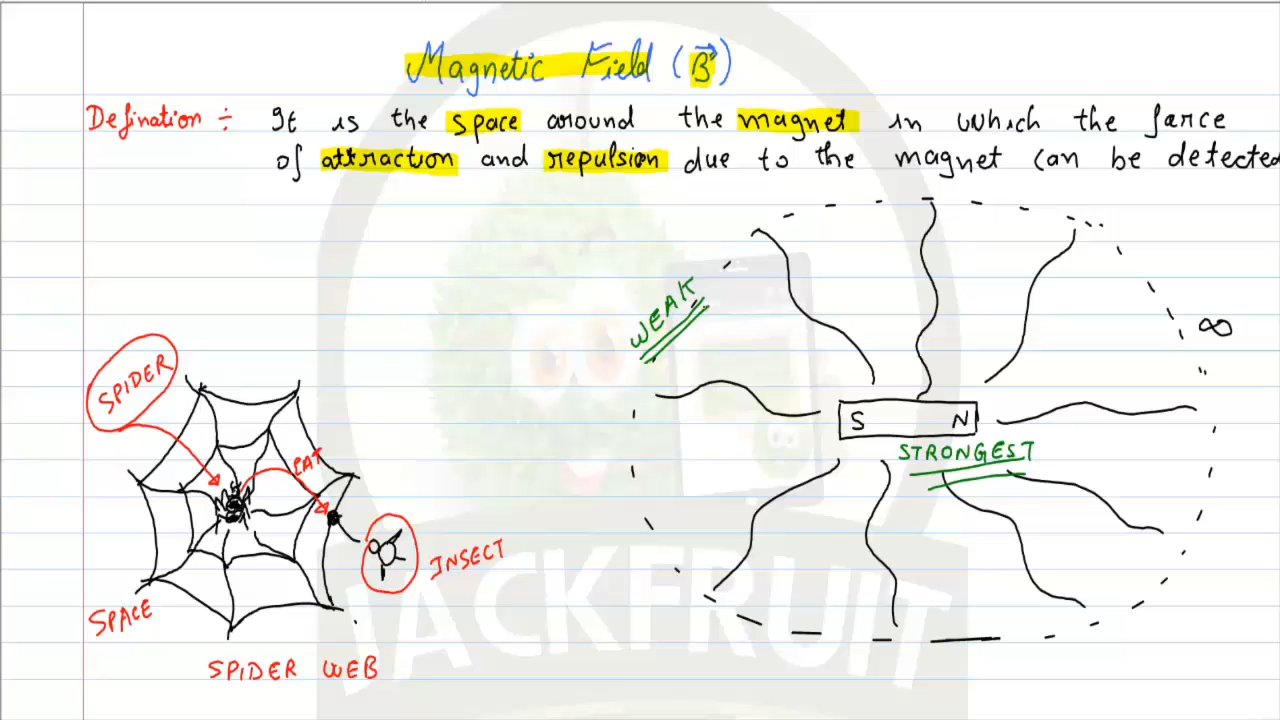 Magnetic Field (B⃗)
Defination ÷ It is the space around the magnet in which the force
of attraction and repulsion due to the magnet can be detected
WEAK
∞
SPIDER
S N
STRONGEST
EAT
INSECT
SPACE
SPIDER WEB
JACKFRUIT